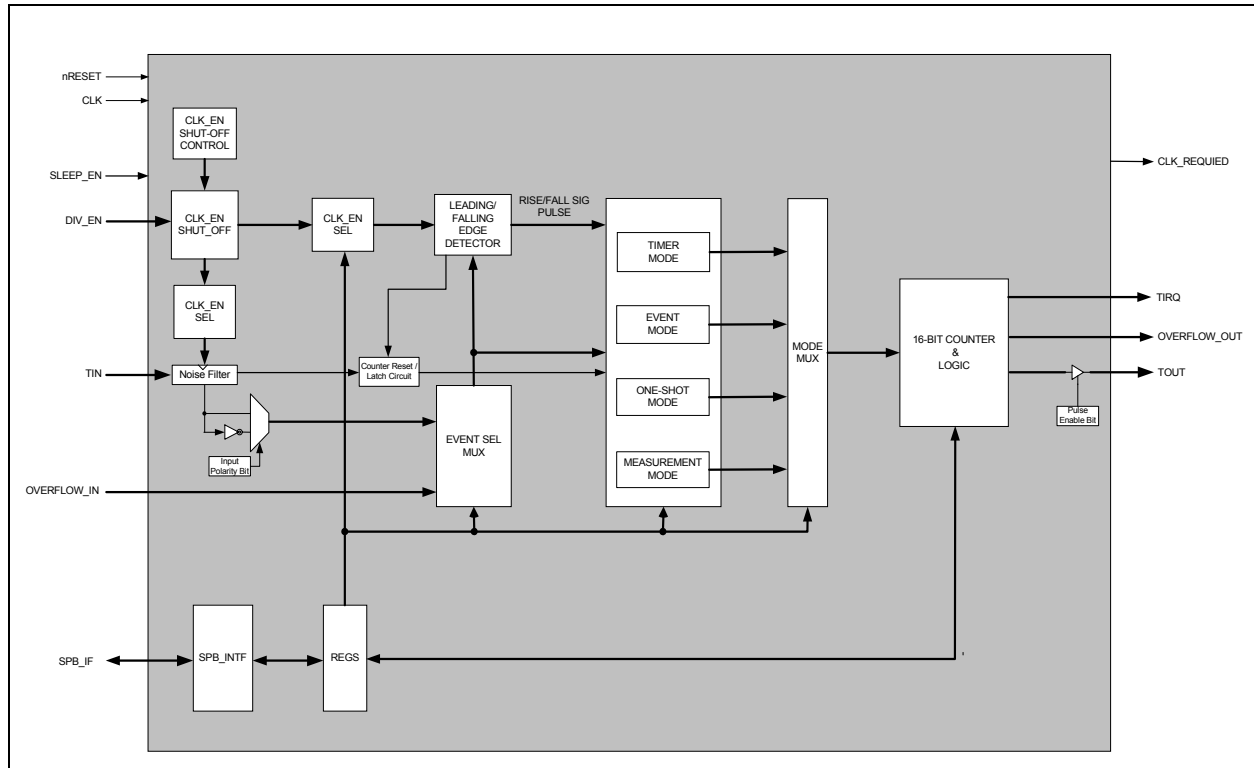 nRESET
CLK
SLEEP_EN
DIV_EN
TIN
OVERFLOW_IN
SPB_IF
CLK_EN
SHUT-OFF
CONTROL
CLK_EN
SHUT_OFF
CLK_EN
SEL
Noise Filter
Input
Polarity Bit
CLK_EN
SEL
LEADING/
FALLING
EDGE
DETECTOR
RISE/FALL SIG
PULSE
Counter Reset /
Latch Circuit
EVENT SEL
MUX
TIMER
MODE
EVENT
MODE
ONE-SHOT
MODE
MEASUREMENT
MODE
MODE
MUX
16-BIT COUNTER
&
LOGIC
Pulse
Enable Bit
CLK_REQUIED
TIRQ
OVERFLOW_OUT
TOUT
SPB_INTF
REGS